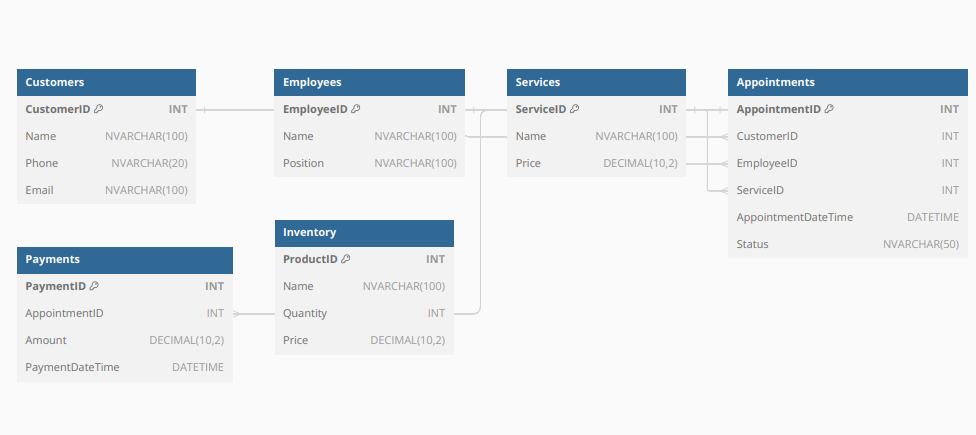 Customers
CustomerID INT
Name NVARCHAR(100)
Phone NVARCHAR(20)
Email NVARCHAR(100)
Employees
EmployeeID INT
Name NVARCHAR(100)
Position NVARCHAR(100)
Services
ServiceID INT
Name NVARCHAR(100)
Price DECIMAL(10,2)
Appointments
AppointmentID INT
CustomerID INT
EmployeeID INT
ServiceID INT
AppointmentDateTime DATETIME
Status NVARCHAR(50)
Payments
PaymentID INT
AppointmentID INT
Amount DECIMAL(10,2)
PaymentDateTime DATETIME
Inventory
ProductID INT
Name NVARCHAR(100)
Quantity INT
Price DECIMAL(10,2)